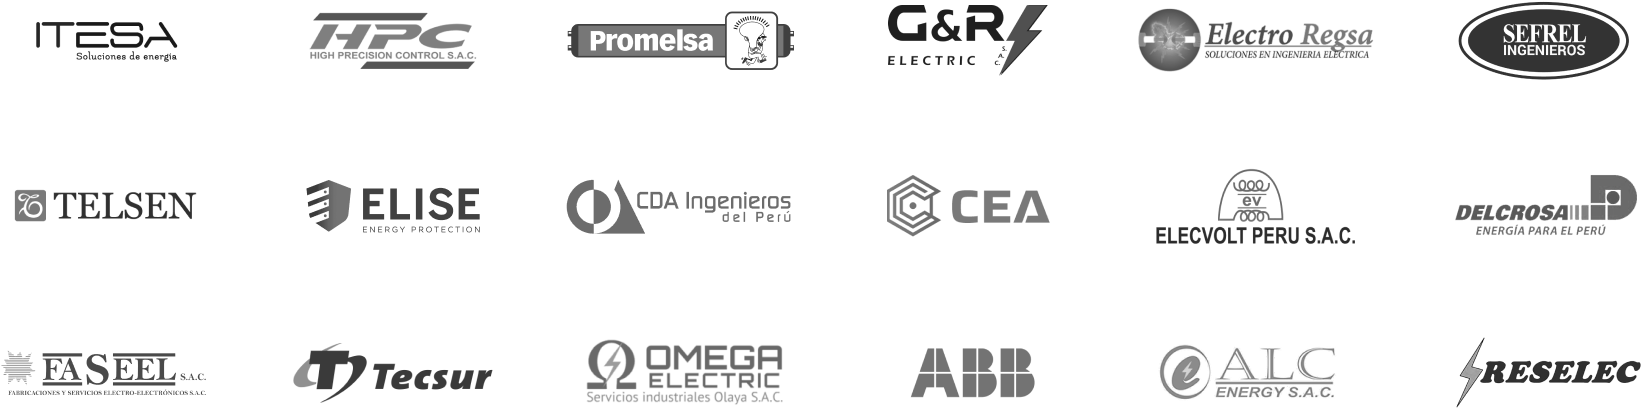 ITESA
Soluciones de energía
HPC
HIGH PRECISION CONTROL S.A.C.
Promelsa
G&R
ELECTRIC S.A.C.
Electro Regsa
SOLUCIONES EN INGENIERIA ELECTRICA
SEFREL
INGENIEROS
TELSEN
ELISE
ENERGY PROTECTION
CDA Ingenieros
del Perú
CEA
ev
ELECVOLT PERU S.A.C.
DELCROSA
ENERGÍA PARA EL PERÚ
FASEEL S.A.C.
FABRICACIONES Y SERVICIOS ELECTRO-ELECTRÓNICOS S.A.C.
Tecsur
OMEGA
ELECTRIC
Servicios industriales Olaya S.A.C.
ABB
ALC
ENERGY S.A.C.
RESELEC